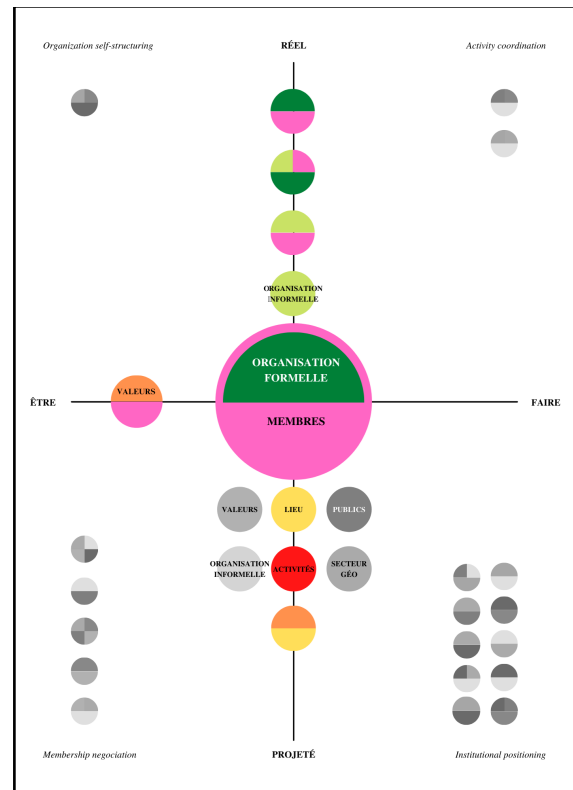 Organization self-structuring
RÉEL
Activity coordination
ORGANISATION
INFORMELLE
ORGANISATION
FORMELLE
MEMBRES
VALEURS
ÊTRE
FAIRE
VALEURS
LIEU
PUBLICS
ORGANISATION
INFORMELLE
ACTIVITÉS
SECTEUR
GÉO
Membership negociation
PROJETÉ
Institutional positioning